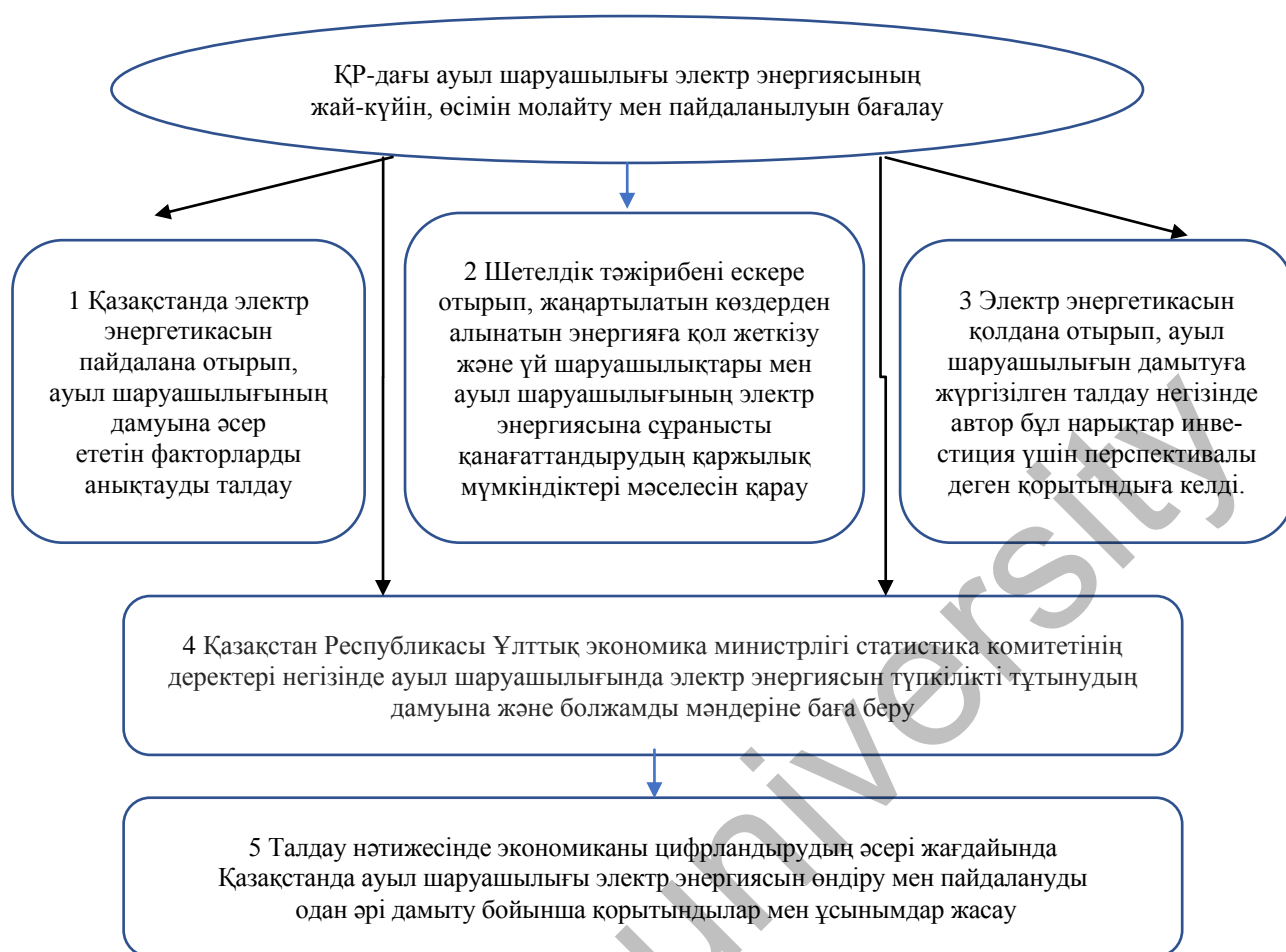 ҚР-дағы ауыл шаруашылығы электр энергиясының
жай-күйін, өсімін молайту мен пайдаланылуын бағалау
1 Қазақстанда электр
энергетикасын
пайдалана отырып,
ауыл шаруашылығының
дамуына әсер
ететін факторларды
анықтауды талдау
2 Шетелдік тәжірибені ескере
отырып, жаңартылатын көздерден
алынатын энергияға қол жеткізу
және үй шаруашылықтары мен
ауыл шаруашылығының электр
энергиясына сұранысты
қанағаттандырудың қаржылық
мүмкіндіктері мәселесін қарау
3 Электр энергетикасын
қолдана отырып, ауыл
шаруашылығын дамытуға
жүргізілген талдау негізінде
автор бұл нарықтар инве-
стиция үшін перспективалы
деген қорытындыға келді.
4 Қазақстан Республикасы Ұлттық экономика министрлігі статистика комитетінің
деректері негізінде ауыл шаруашылығында электр энергиясын түпкілікті тұтынудың
дамуына және болжамды мәндеріне баға беру
5 Талдау нәтижесінде экономиканы цифрландырудың әсері жағдайында
Қазақстанда ауыл шаруашылығы электр энергиясын өндіру мен пайдалануды
одан әрі дамыту бойынша қорытындылар мен ұсынымдар жасау
university